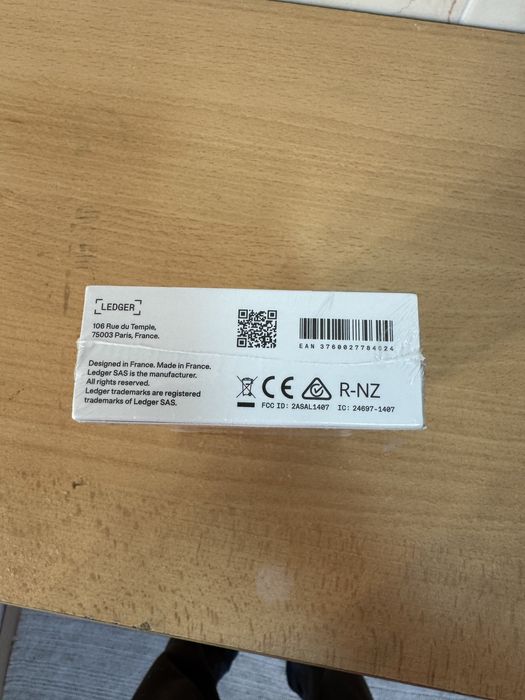 LEDGER
106 Rue du Temple,
75003 Paris, France.
EAN 3760027784024
Designed in France. Made in France.
Ledger SAS is the manufacturer.
All rights reserved.
Ledger trademarks are registered
trademarks of Ledger SAS.
CE R-NZ
FCC ID: 2ASAL1407 IC: 24697-1407